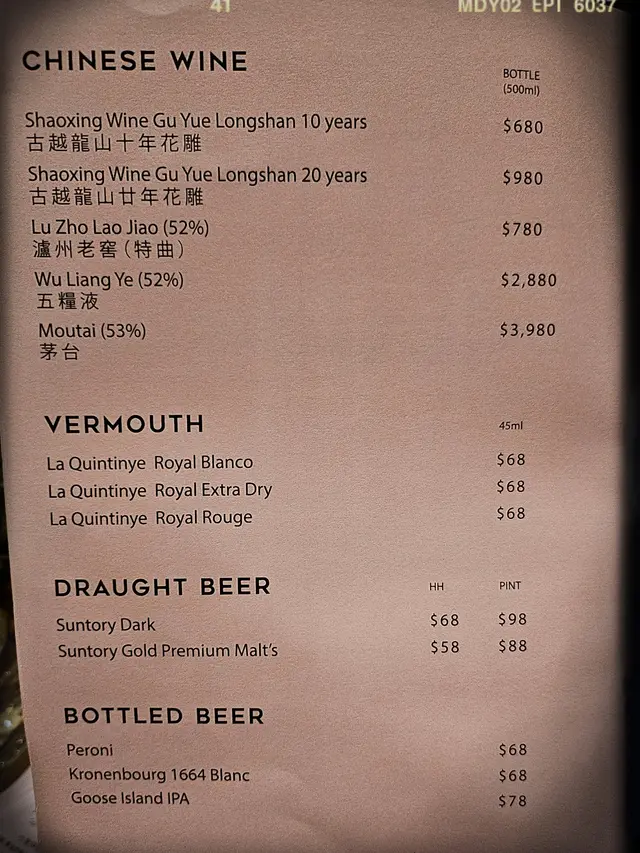 41 MDY02 EPI 6037
CHINESE WINE
BOTTLE
(500ml)
Shaoxing Wine Gu Yue Longshan 10 years $680
古越龍山十年花雕
Shaoxing Wine Gu Yue Longshan 20 years $980
古越龍山廿年花雕
Lu Zho Lao Jiao (52%) $780
瀘州老窖(特曲)
Wu Liang Ye (52%) $2,880
五糧液
Moutai (53%) $3,980
茅台
VERMOUTH 45ml
La Quintinye Royal Blanco $68
La Quintinye Royal Extra Dry $68
La Quintinye Royal Rouge $68
DRAUGHT BEER HH PINT
Suntory Dark $68 $98
Suntory Gold Premium Malt's $58 $88
BOTTLED BEER
Peroni $68
Kronenbourg 1664 Blanc $68
Goose Island IPA $78